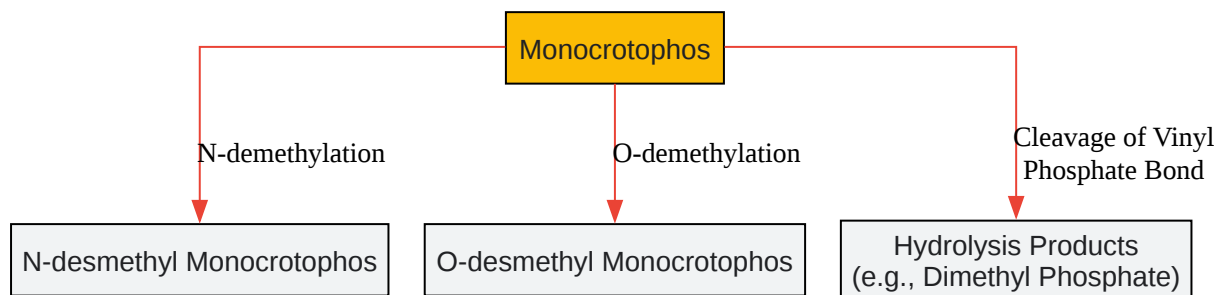 Monocrotophos
N-demethylation
O-demethylation
Cleavage of Vinyl
Phosphate Bond
N-desmethyl Monocrotophos
O-desmethyl Monocrotophos
Hydrolysis Products
(e.g., Dimethyl Phosphate)